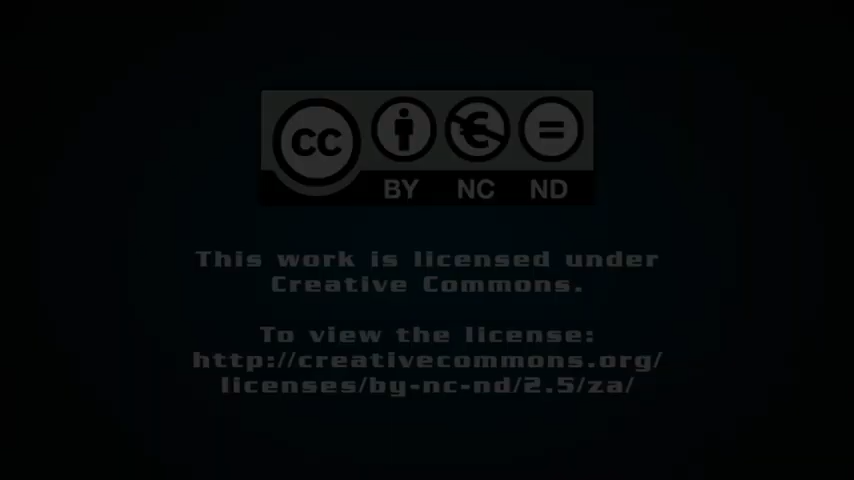 CC
BY NC ND
This work is licensed under
Creative Commons.
To view the license:
http://creativecommons.org/
licenses/by-nc-nd/2.5/za/